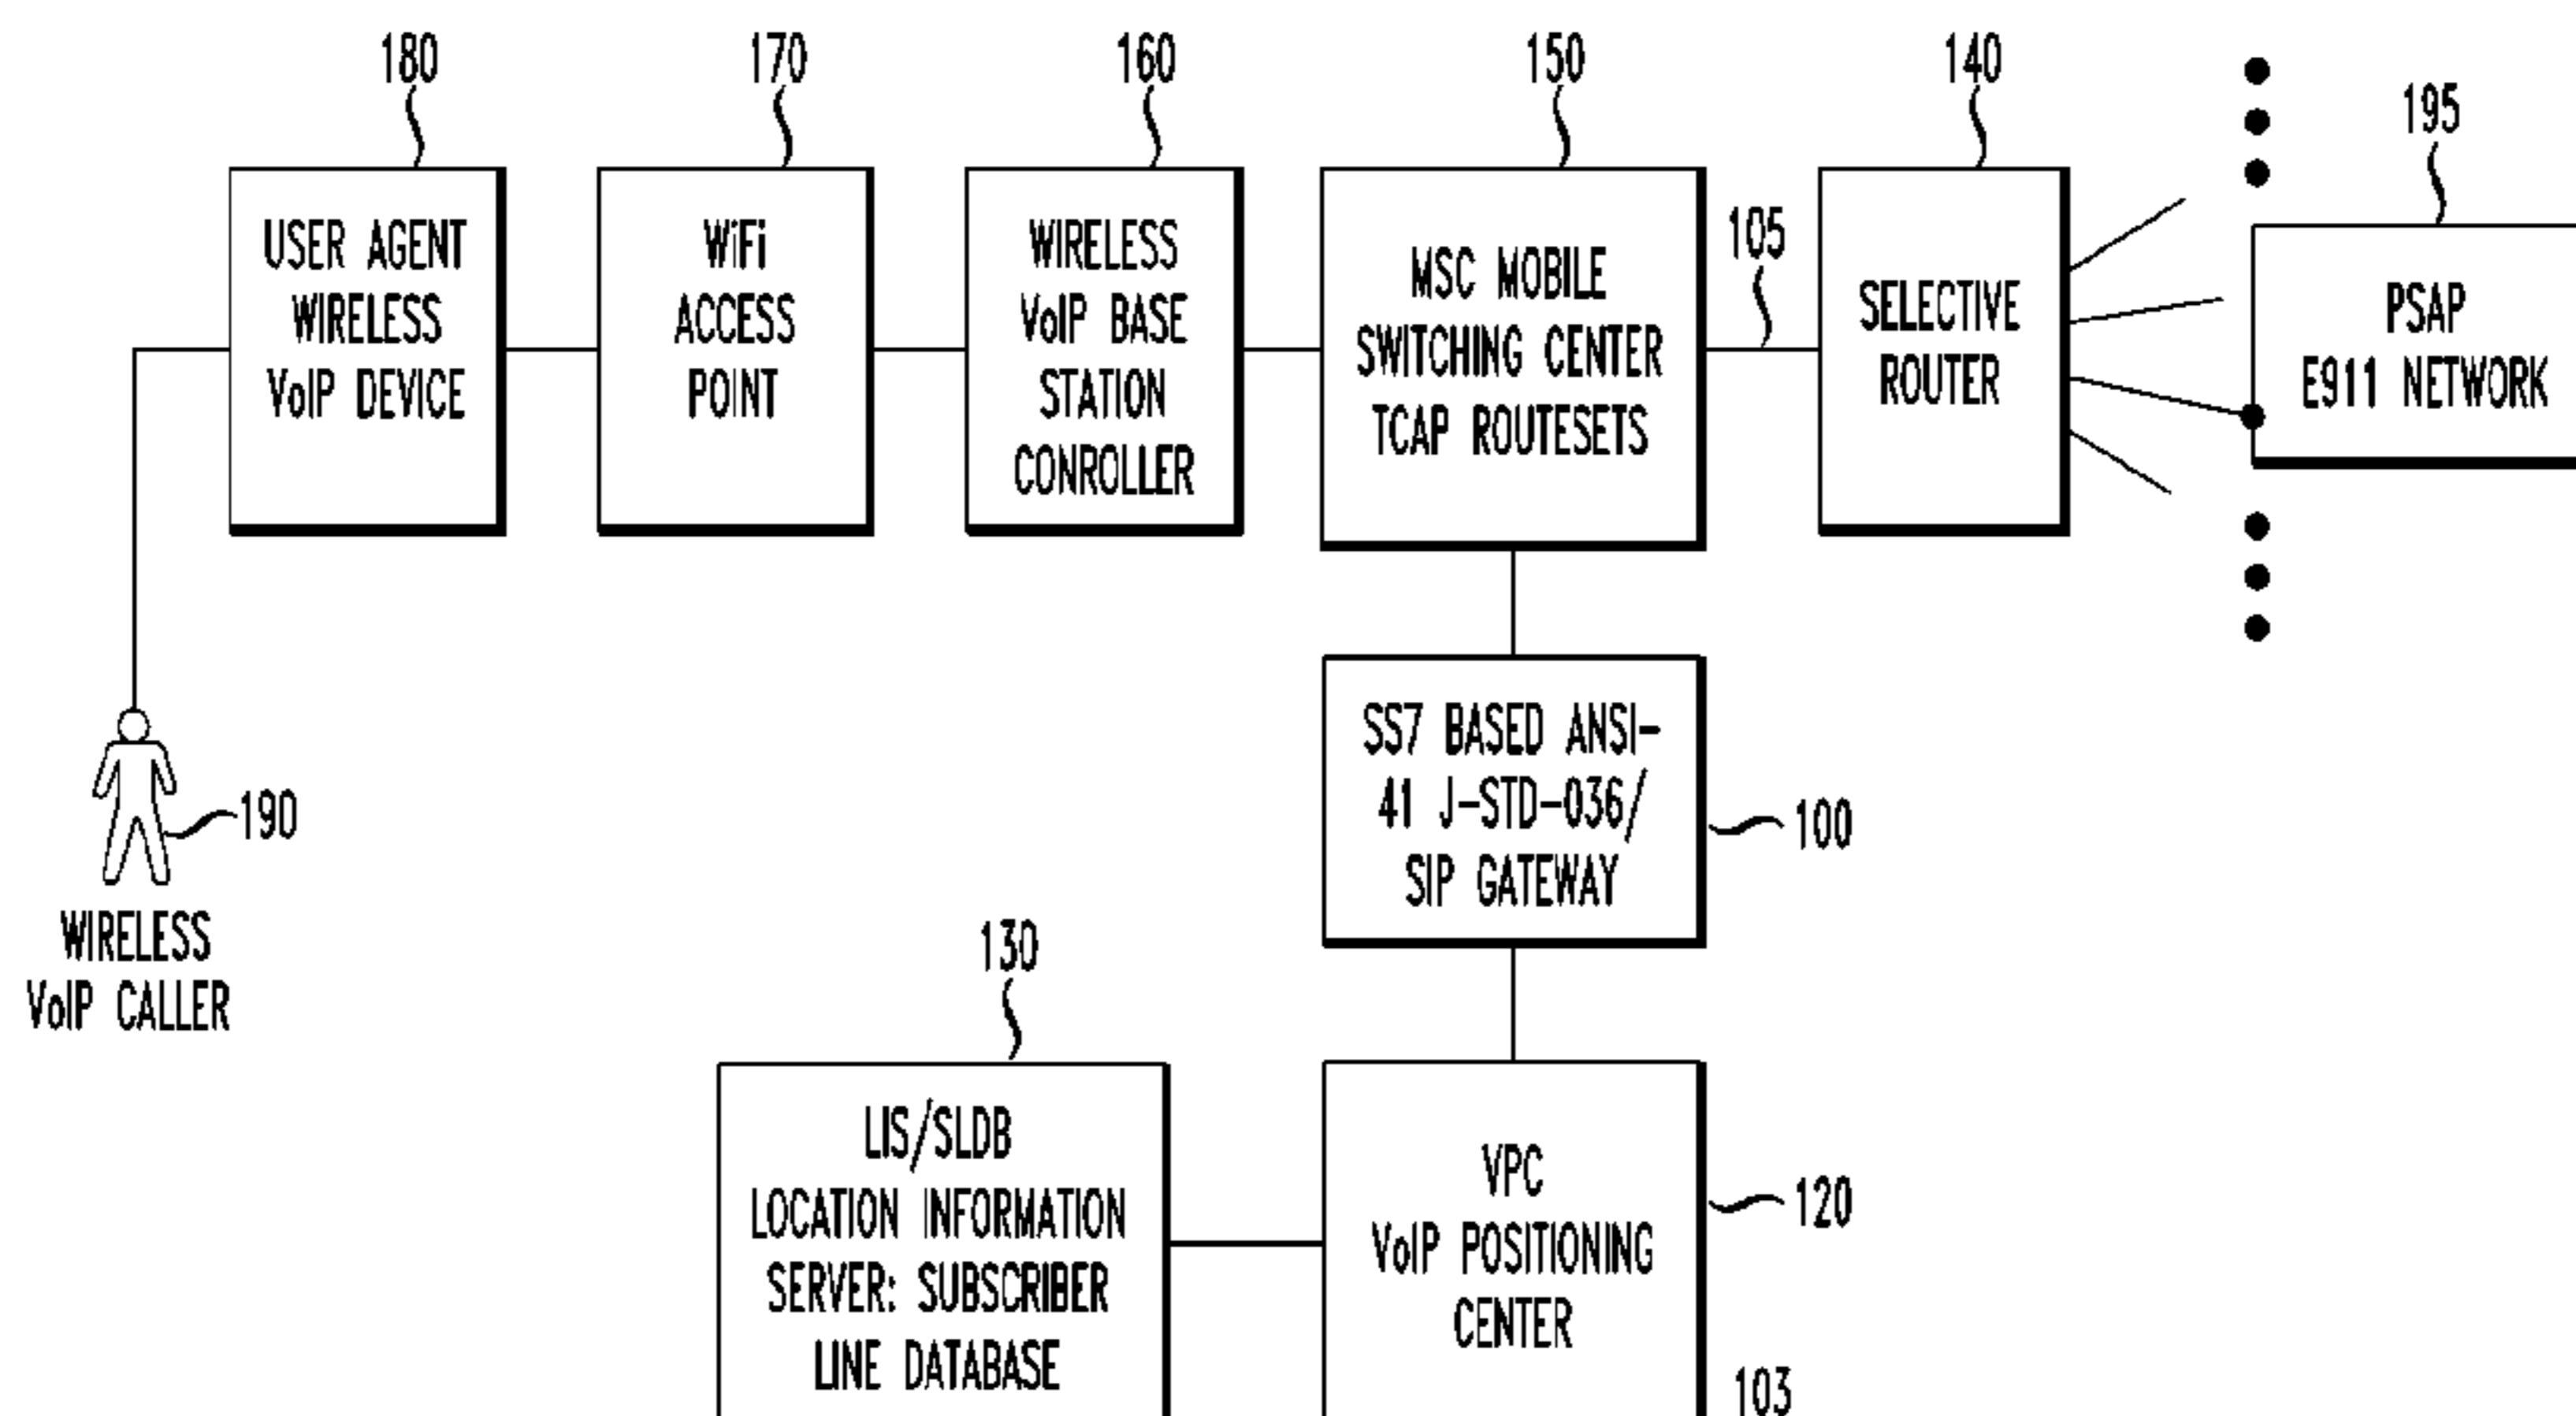 180
170
160
150
140
195
USER AGENT
WIRELESS
VoIP DEVICE
WiFi
ACCESS
POINT
WIRELESS
VoIP BASE
STATION
CONROLLER
MSC MOBILE
SWITCHING CENTER
TCAP ROUTESETS
105
SELECTIVE
ROUTER
PSAP
E911 NETWORK
SS7 BASED ANSI-
41 J-STD-036/
SIP GATEWAY
100
190
WIRELESS
VoIP CALLER
130
LIS/SLDB
LOCATION INFORMATION
SERVER: SUBSCRIBER
LINE DATABASE
VPC
VoIP POSITIONING
CENTER
120
103